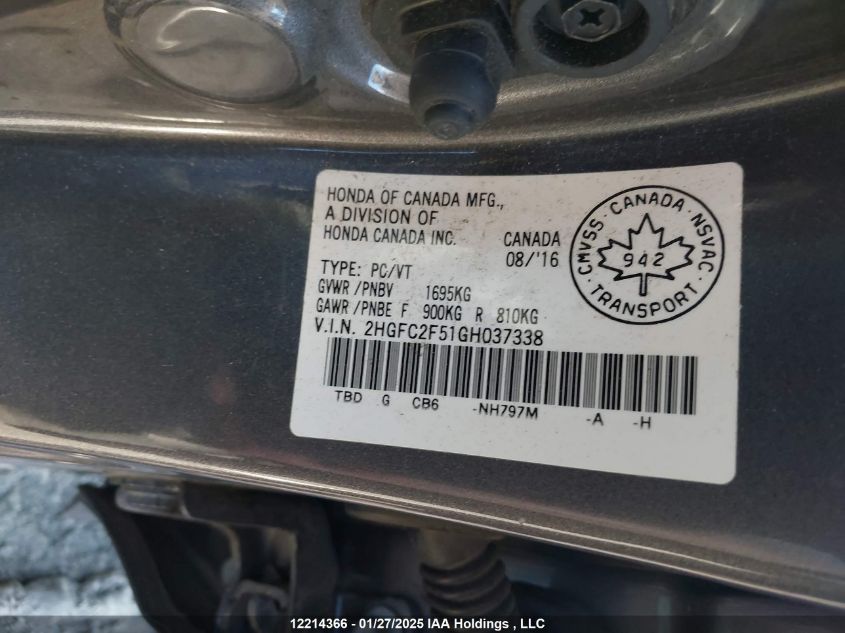 HONDA OF CANADA MFG.,
A DIVISION OF
HONDA CANADA INC. CANADA
08/'16
TYPE: PC/VT
GVWR /PNBV 1695KG
GAWR /PNBE F 900KG R 810KG
V.I.N. 2HGFC2F51GH037338
TBD G CB6 -NH797M -A -H
CMVSS · CANADA · NSVAC
942
TRANSPORT
12214366 - 01/27/2025 IAA Holdings , LLC